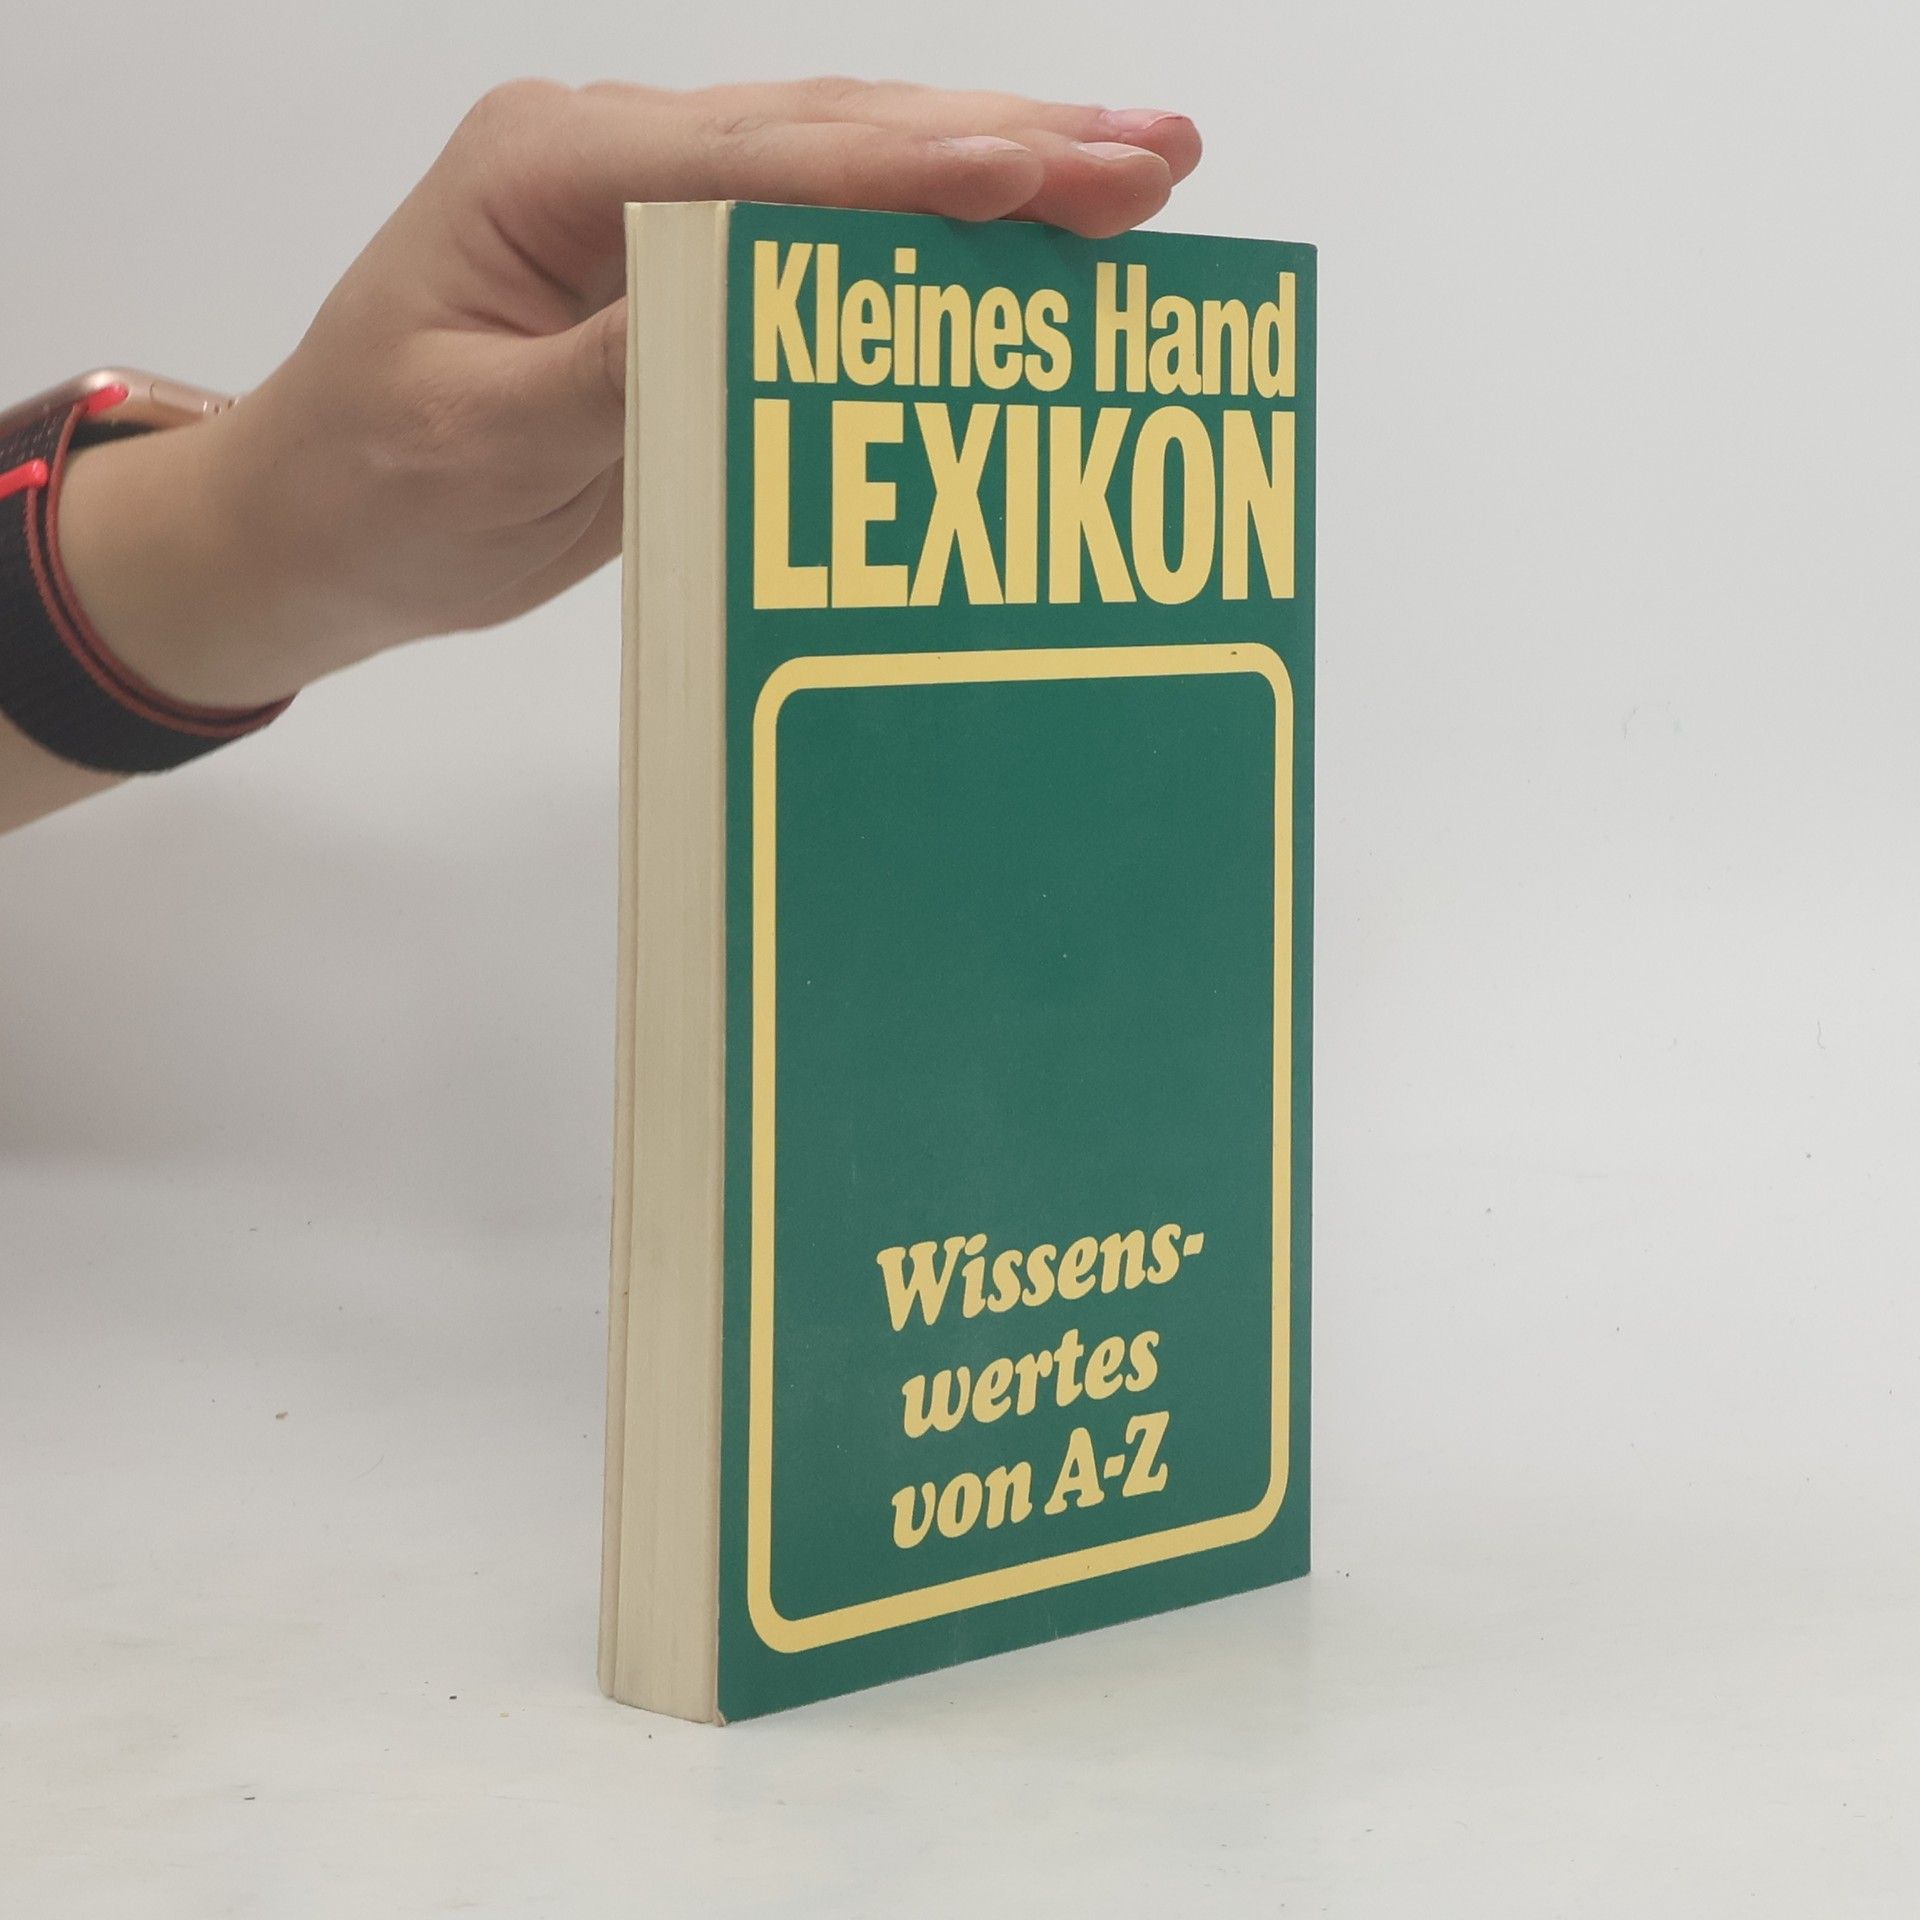 Kleines Hand
LEXIKON
Wissens-
wertes
von A-Z